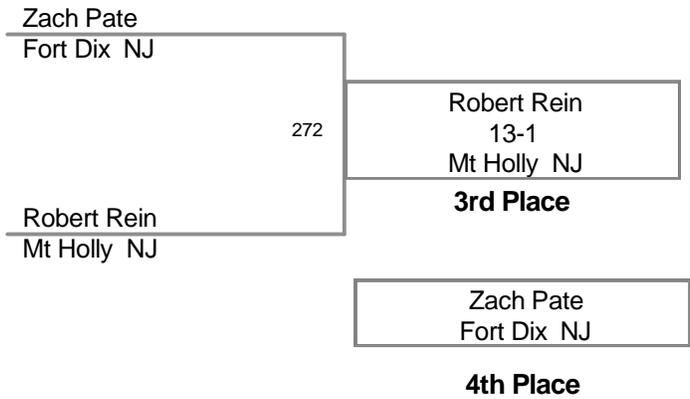 Zach Pate
Fort Dix NJ
272
Robert Rein
13-1
Mt Holly NJ
3rd Place
Robert Rein
Mt Holly NJ
Zach Pate
Fort Dix NJ
4th Place